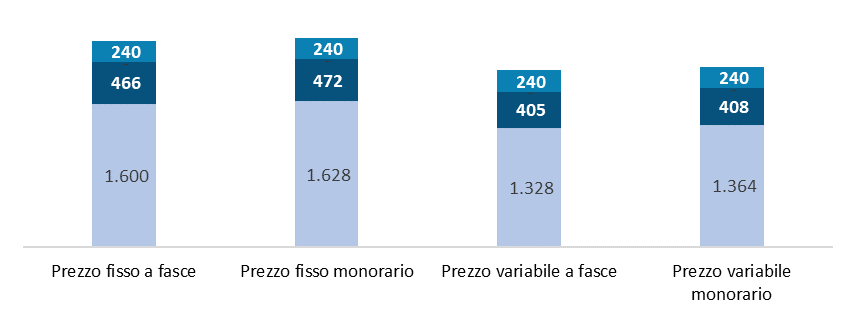 240 240 240 240
466 472 405 408
1.600 1.628 1.328 1.364
Prezzo fisso a fasce Prezzo fisso monorario Prezzo variabile a fasce Prezzo variabile
monorario